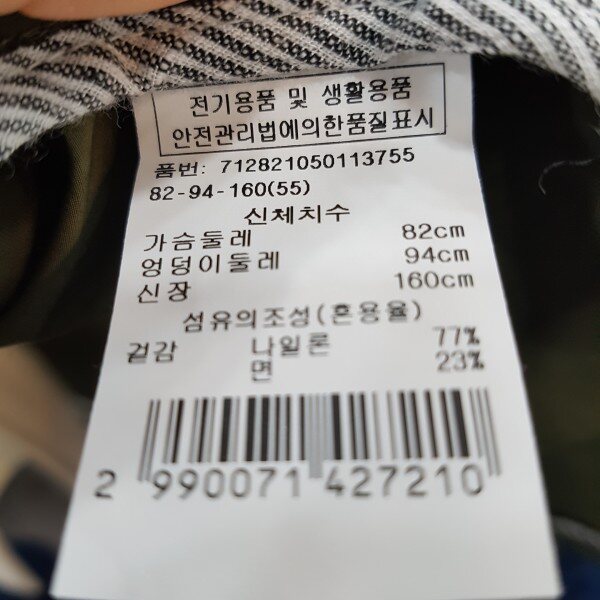 전기용품 및 생활용품
안전관리법에의한품질표시
품번: 712821050113755
82-94-160(55)
신체치수
가슴둘레 82cm
엉덩이둘레 94cm
신장 160cm
섬유의조성(혼용율)
겉감 나일론 77%
면 23%
2 990071 427210